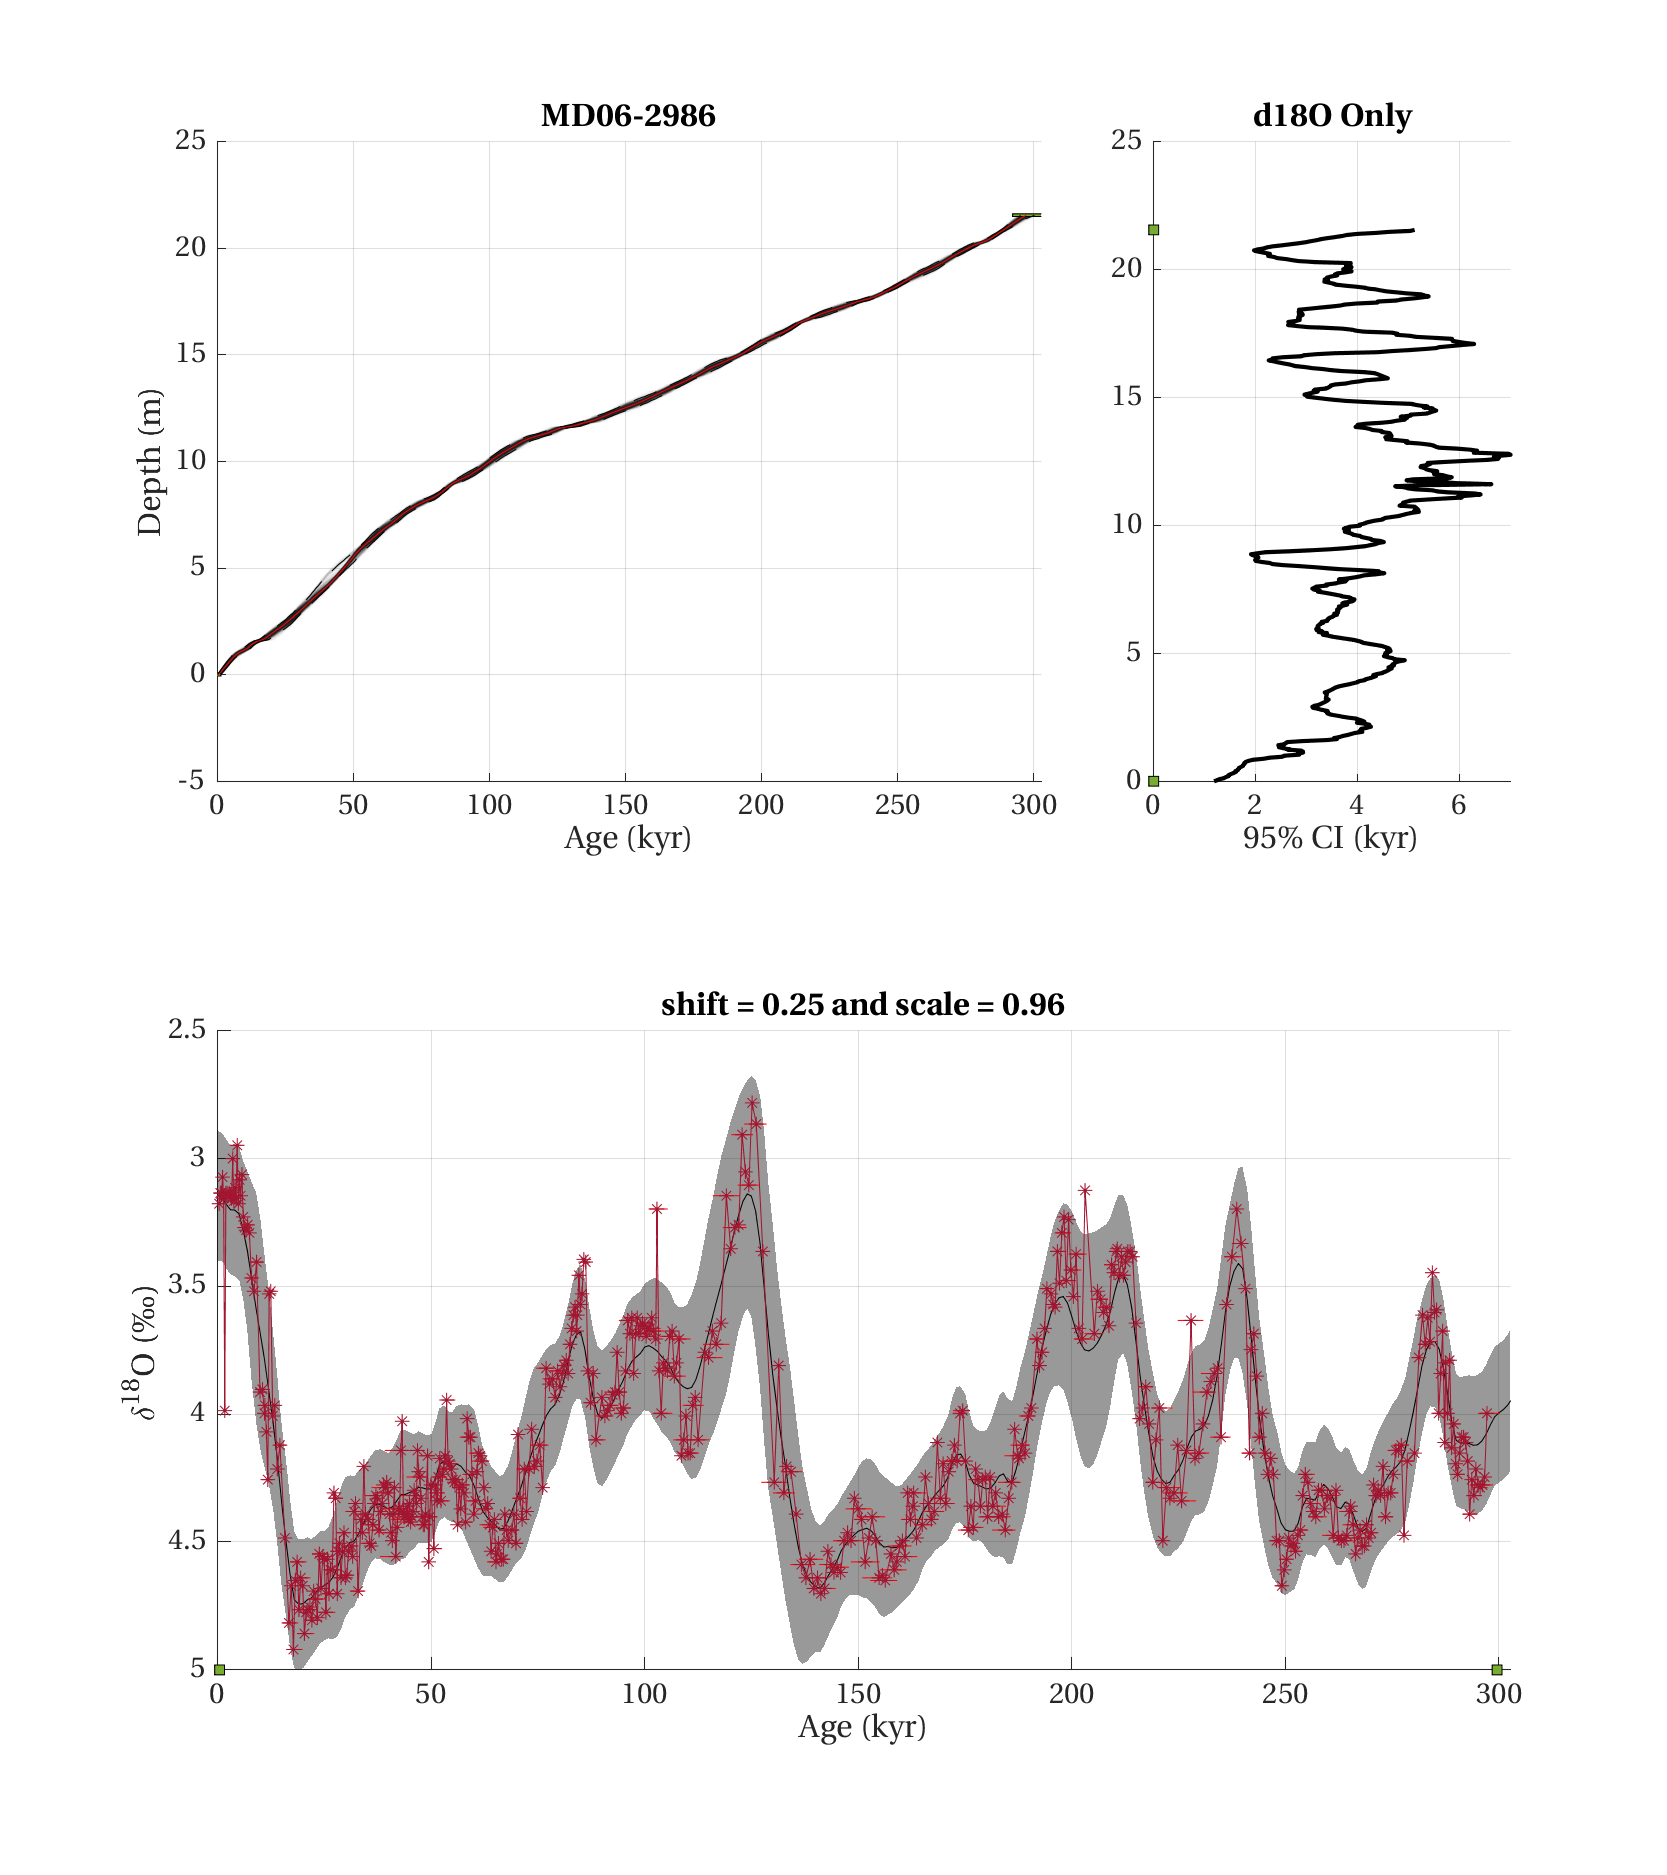 MD06-2986
25
20
15
10
5
0
-5
Depth (m)
0 50 100 150 200 250 300
Age (kyr)
d18O Only
25
20
15
10
5
0
0 2 4 6
95% CI (kyr)
shift = 0.25 and scale = 0.96
2.5
3
3.5
4
4.5
5
δ¹⁸O (‰)
0 50 100 150 200 250 300
Age (kyr)